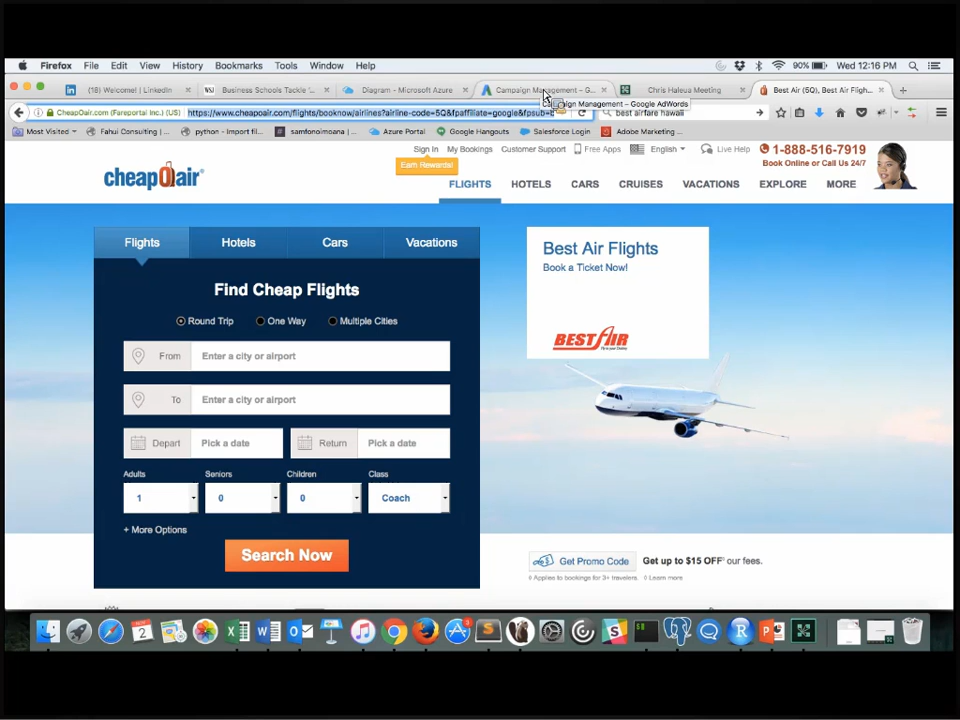 Firefox File Edit View History Bookmarks Tools Window Help 90% Wed 12:16 PM
(18) Welcome! | LinkedIn Business Schools Tackle '... Diagram - Microsoft Azure Campaign Management – G... Chris Haleua Meeting Best Air (5Q), Best Air Fligh...
Campaign Management – Google AdWords
CheapOair.com (Fareportal Inc.) (US) https://www.cheapoair.com/flights/booknow/airlines?airline-code=5Q&fpaffiliate=google&fpsub=b best airfare hawaii
Most Visited Fahui Consulting (... python - Import fil... samfonoimoana (... Azure Portal Google Hangouts Salesforce Login Adobe Marketing ...
Sign In My Bookings Customer Support Free Apps English Live Help 1-888-516-7919
Earn Rewards! Book Online or Call Us 24/7
cheapOair®
FLIGHTS HOTELS CARS CRUISES VACATIONS EXPLORE MORE
Flights Hotels Cars Vacations
Best Air Flights
Book a Ticket Now!
BESTAIR
Find Cheap Flights
Round Trip One Way Multiple Cities
From Enter a city or airport
To Enter a city or airport
Depart Pick a date Return Pick a date
Adults Seniors Children Class
1 0 0 Coach
+ More Options
Search Now
Get Promo Code Get up to $15 OFF our fees.
Applies to bookings for 3+ travelers. Learn more